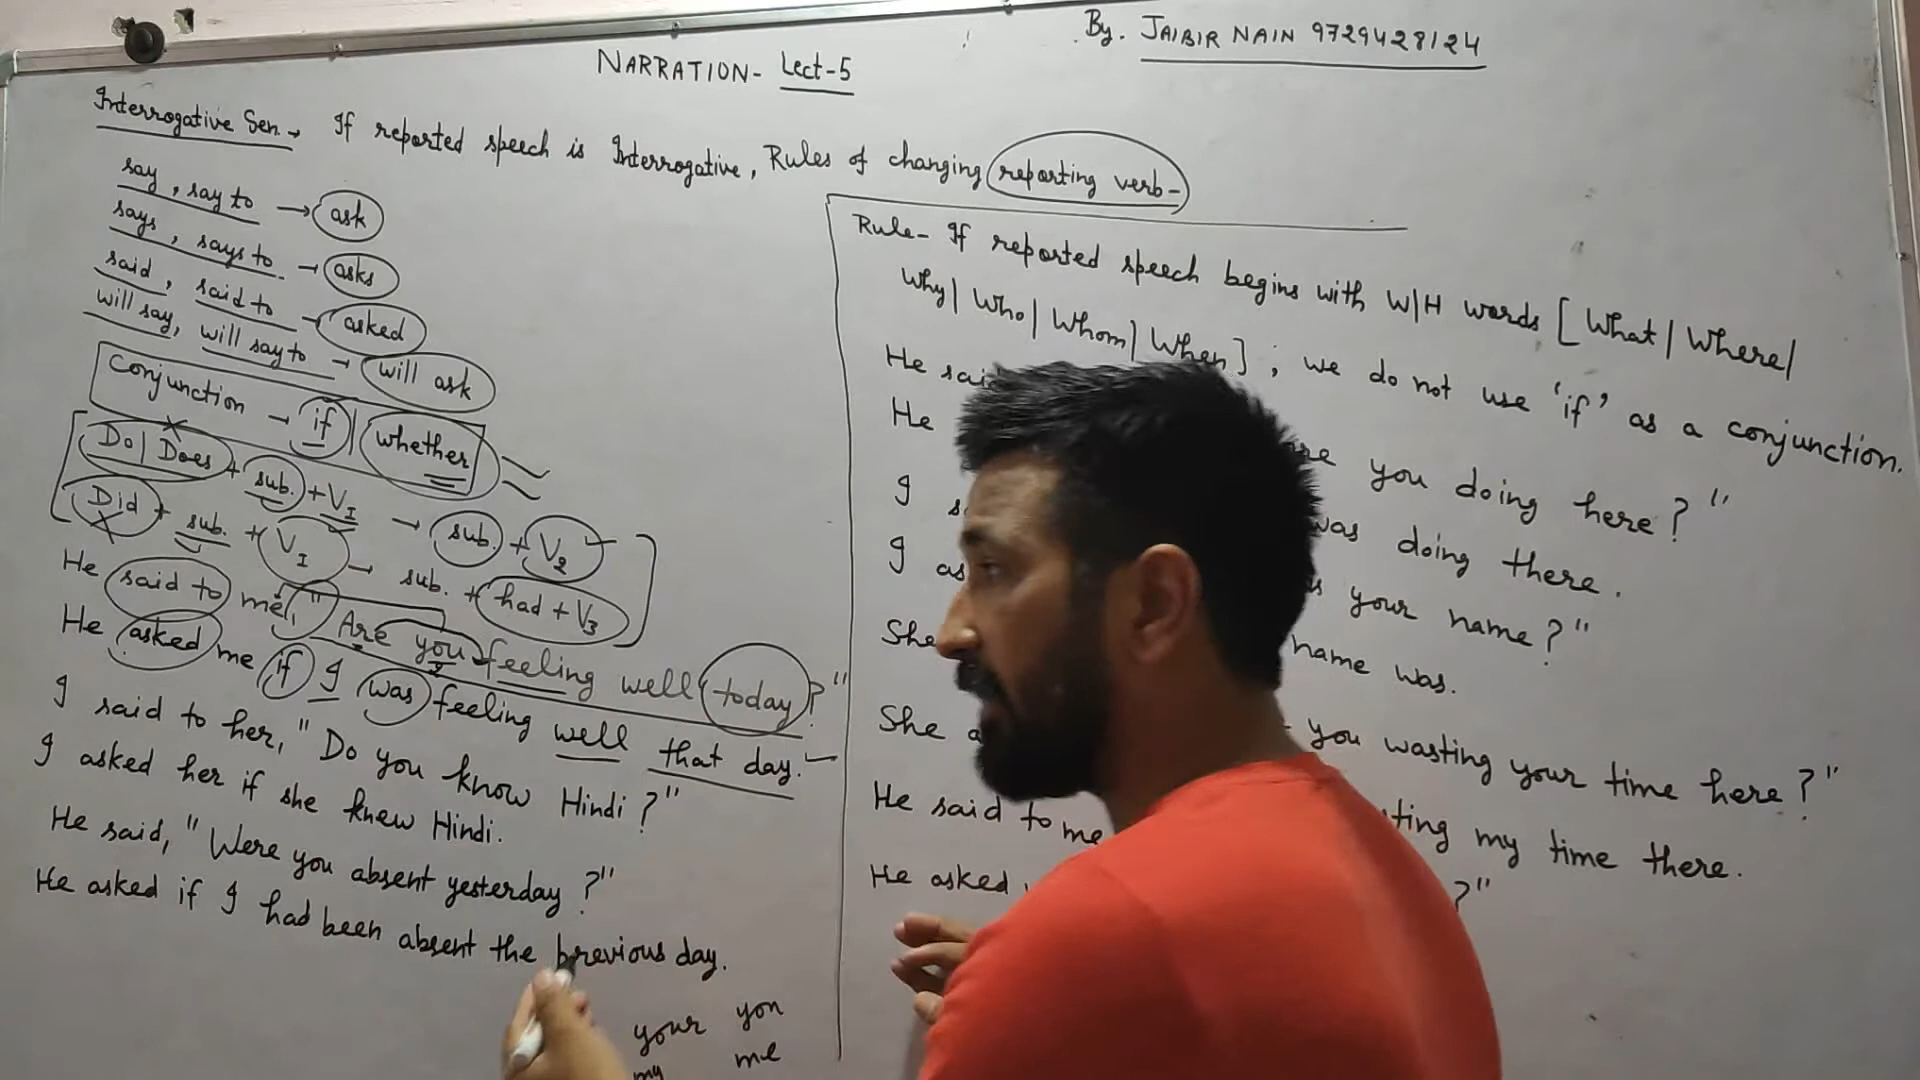 By. JAIBIR NAIN 9729428124
NARRATION- Lect-5
Interrogative Sen. → If reported speech is Interrogative, Rules of changing reporting verb-
say, say to → ask
says, says to → asks
said, said to → asked
will say, will say to → will ask
Conjunction → if | whether
Do | Does + sub. + V1 → sub. + V2
Did + sub. + V1 → sub. + had + V3
He said to me, "Are you feeling well today?"
He asked me if I was feeling well that day.
I said to her, "Do you know Hindi?"
I asked her if she knew Hindi.
He said, "Were you absent yesterday?"
He asked if I had been absent the previous day.
your you
my me
Rule- If reported speech begins with W|H words [What | Where |
Why | Who | Whom | When] ; we do not use 'if' as a conjunction.
He you doing here?"
He was doing there.
I your name?"
I name was.
She you wasting your time here?"
She my time there.
He said to me ?"
He asked